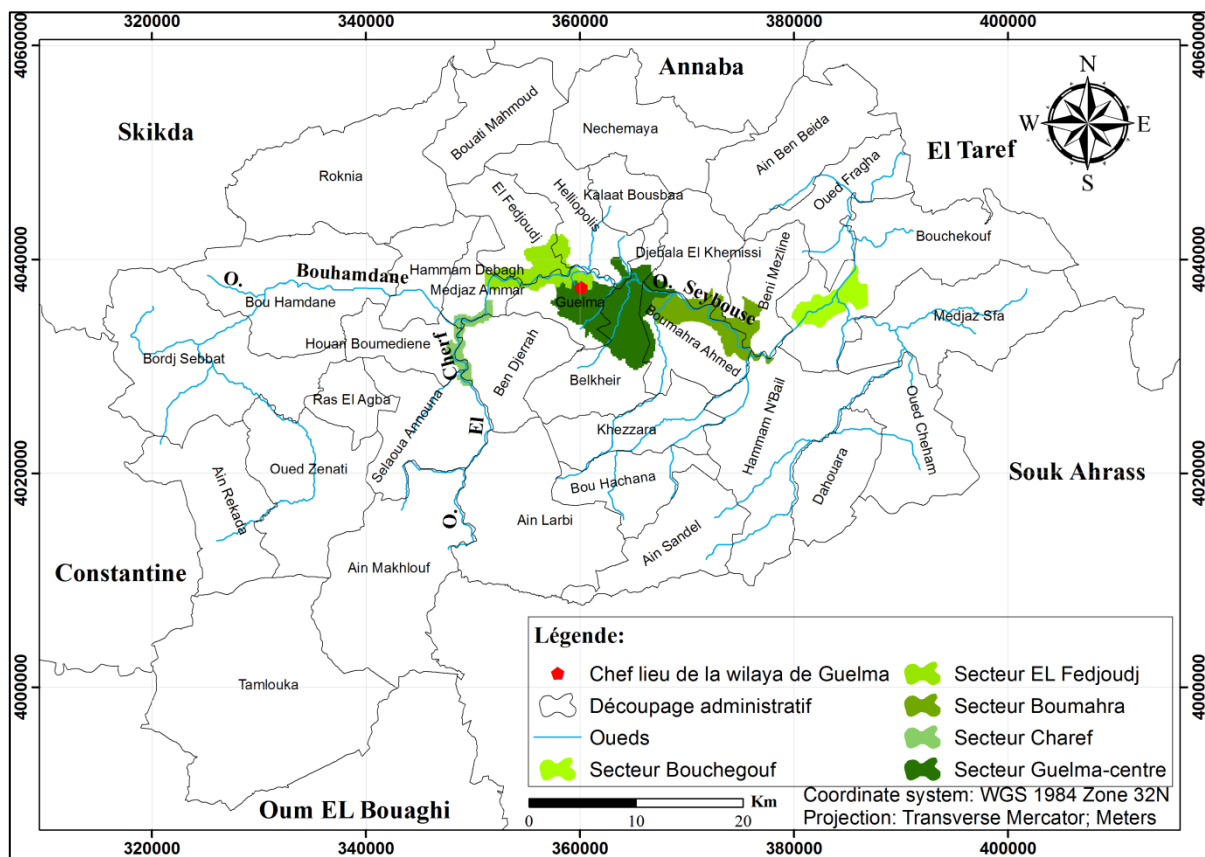 320000 340000 360000 380000 400000
4060000
4060000
Annaba
N
W E
S
Skikda
El Taref
Bouati Mahmoud
Nechemaya
Ain Ben Beida
Roknia
Oued Fragha
El Fedjoudj
Helliopolis
Kalaat Bousbaa
Bouchekouf
4040000
4040000
Djebala El Khemissi
Beni Mezline
Hammam Debagh
O. Bouhamdane
Medjaz Ammar
O. Seybouse
Bou Hamdane
Guelma
Medjaz Sfa
Boumahra Ahmed
Houari Boumediene
Bordj Sebbat
Cherf
Ben Djerrah
Belkheir
Ras El Agba
Selaoua Announa
El
Khezzara
Hammam N'Bail
Oued Cheham
4020000
4020000
Ain Rekada
Oued Zenati
Bou Hachana
Dahouara
Souk Ahrass
O.
Ain Larbi
Ain Sandel
Constantine
Ain Makhlouf
Tamlouka
4000000
4000000
Légende:
Chef lieu de la wilaya de Guelma
Découpage administratif
Oueds
Secteur Bouchegouf
Secteur EL Fedjoudj
Secteur Boumahra
Secteur Charef
Secteur Guelma-centre
Km
0 10 20
Coordinate system: WGS 1984 Zone 32N
Projection: Transverse Mercator; Meters
Oum EL Bouaghi
320000 340000 360000 380000 400000